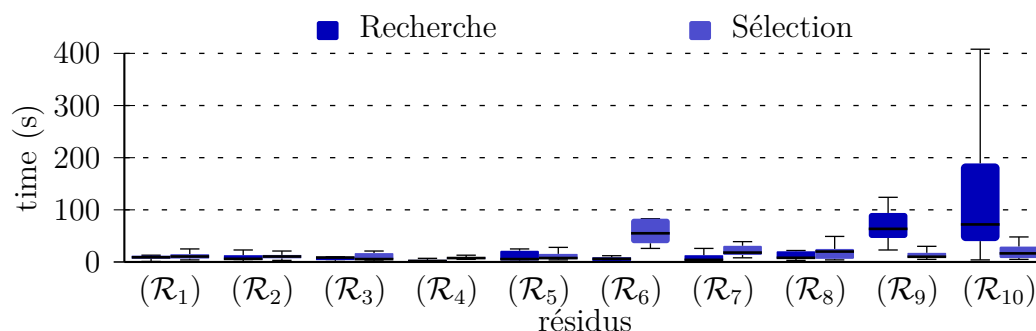 Recherche Sélection
400
300
200
100
0
time (s)
(ℛ₁) (ℛ₂) (ℛ₃) (ℛ₄) (ℛ₅) (ℛ₆) (ℛ₇) (ℛ₈) (ℛ₉) (ℛ₁₀)
résidus